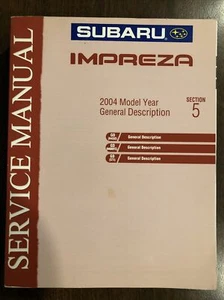 SERVICE MANUAL
SUBARU
IMPREZA
2004 Model Year
General Description
SECTION
5
General Description
General Description
General Description